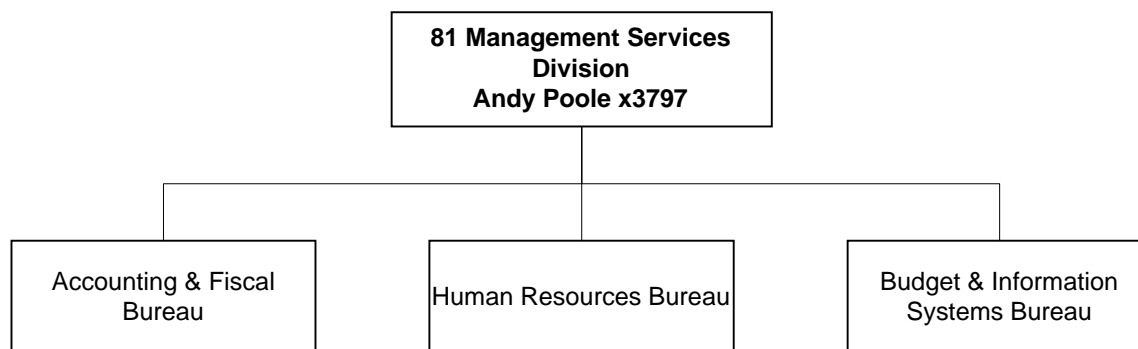 81 Management Services
Division
Andy Poole x3797
Accounting & Fiscal
Bureau
Human Resources Bureau
Budget & Information
Systems Bureau